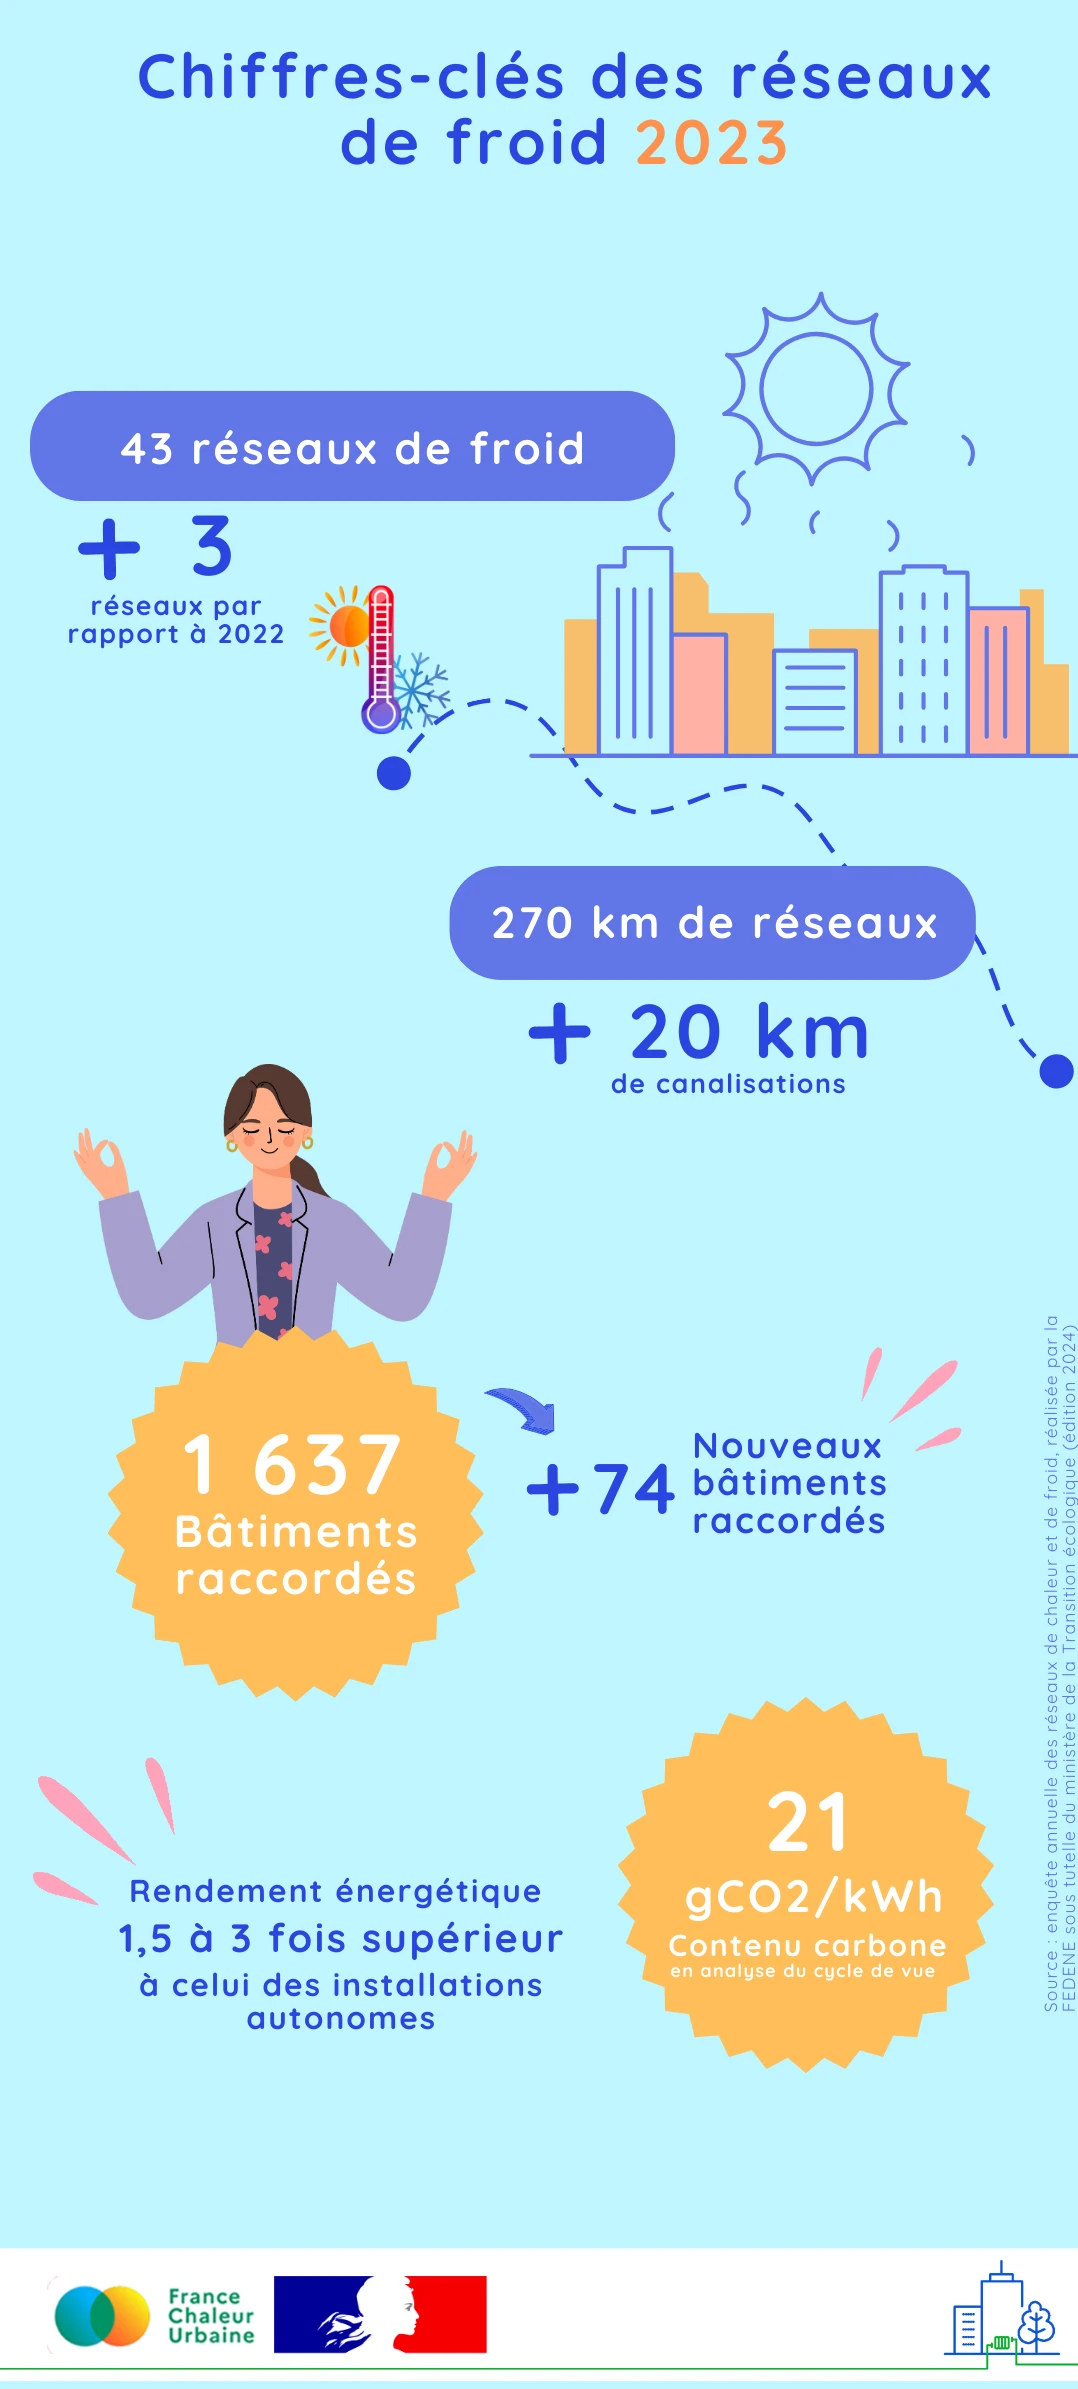 Chiffres-clés des réseaux
de froid 2023
43 réseaux de froid
+ 3
réseaux par
rapport à 2022
270 km de réseaux
+ 20 km
de canalisations
1 637
Bâtiments
raccordés
+74
Nouveaux
bâtiments
raccordés
Rendement énergétique
1,5 à 3 fois supérieur
à celui des installations
autonomes
21
gCO2/kWh
Contenu carbone
en analyse du cycle de vue
Source : enquête annuelle des réseaux de chaleur et de froid, réalisée par la
FEDENE sous tutelle du ministère de la Transition écologique (édition 2024)
France
Chaleur
Urbaine